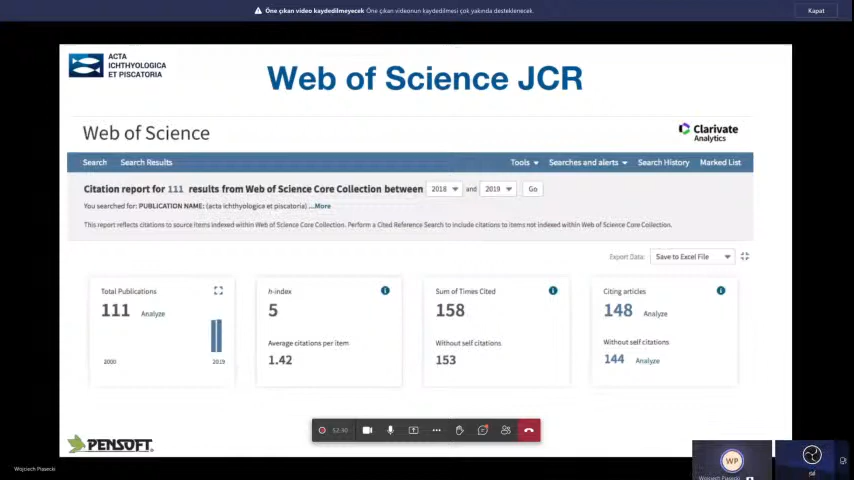 Öne çıkan video kaydedilmeyecek Öne çıkan videonun kaydedilmesi çok yakında desteklenecek.
Kapat
ACTA
ICHTHYOLOGICA
ET PISCATORIA
Web of Science JCR
Web of Science
Clarivate
Analytics
Search Search Results Tools Searches and alerts Search History Marked List
Citation report for 111 results from Web of Science Core Collection between 2018 and 2019 Go
You searched for: PUBLICATION NAME: (acta ichthyologica et piscatoria) ...More
This report reflects citations to source items indexed within Web of Science Core Collection. Perform a Cited Reference Search to include citations to items not indexed within Web of Science Core Collection.
Export Data: Save to Excel File
Total Publications
111 Analyze
2000 2019
h-index
5
Average citations per item
1.42
Sum of Times Cited
158
Without self citations
153
Citing articles
148 Analyze
Without self citations
144 Analyze
PENSOFT.
52:30
WP
Wojciech Piasecki
Wojciech Piasecki